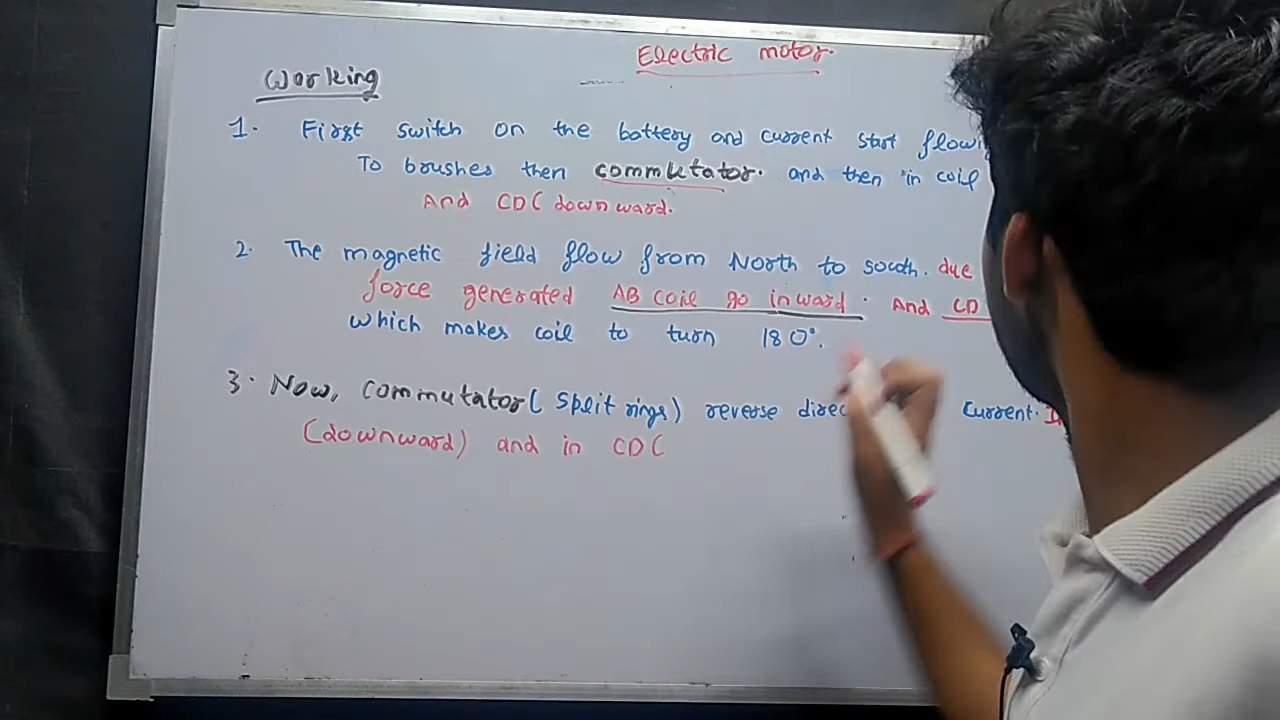 Electric motor.
Working
1. First switch on the battery and current start
To brushes then commutator. and then in coil
And CDC downward.
2. The magnetic field flow from North to south. due
force generated AB coil go inward. And CD
which makes coil to turn 180°.
3. Now, commutator (split rings) reverse current.
(downward) and in CDC